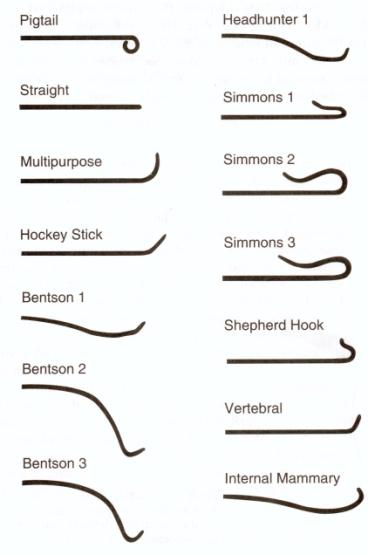 Pigtail
Straight
Multipurpose
Hockey Stick
Bentson 1
Bentson 2
Bentson 3
Headhunter 1
Simmons 1
Simmons 2
Simmons 3
Shepherd Hook
Vertebral
Internal Mammary